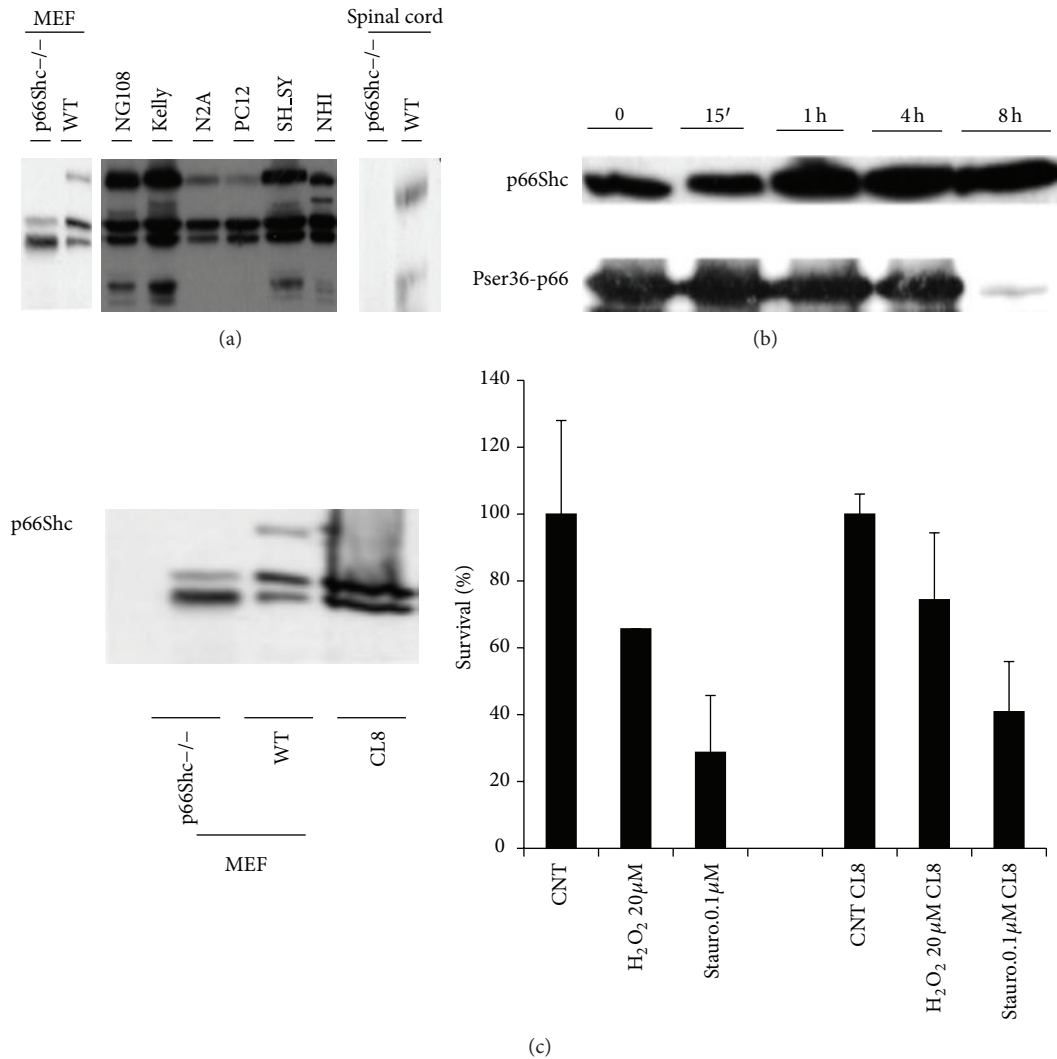 MEF
p66Shc−/−
WT
NG108
Kelly
N2A
PC12
SH_SY
NHI
Spinal cord
p66Shc−/−
WT
(a)
0
15′
1 h
4 h
8 h
p66Shc
Pser36-p66
(b)
p66Shc
p66Shc−/−
WT
CL8
MEF
Survival (%)
140
120
100
80
60
40
20
0
CNT
H₂O₂ 20 μM
Stauro.0.1 μM
CNT CL8
H₂O₂ 20 μM CL8
Stauro.0.1 μM CL8
(c)